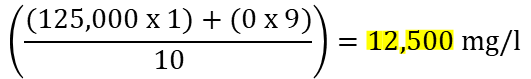 ((125,000 x 1) + (0 x 9) / 10) = 12,500 mg/l